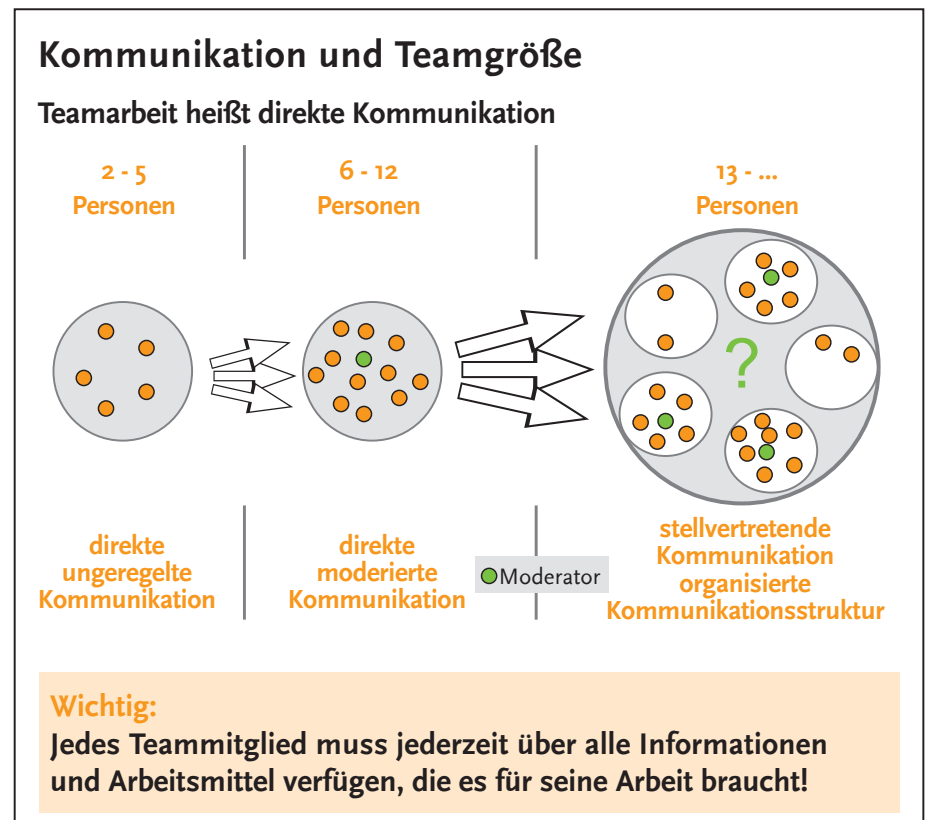 Kommunikation und Teamgröße
Teamarbeit heißt direkte Kommunikation
2 - 5
Personen
6 - 12
Personen
13 - ...
Personen
?
direkte
ungeregelte
Kommunikation
direkte
moderierte
Kommunikation
Moderator
stellvertretende
Kommunikation
organisierte
Kommunikationsstruktur
Wichtig:
Jedes Teammitglied muss jederzeit über alle Informationen
und Arbeitsmittel verfügen, die es für seine Arbeit braucht!